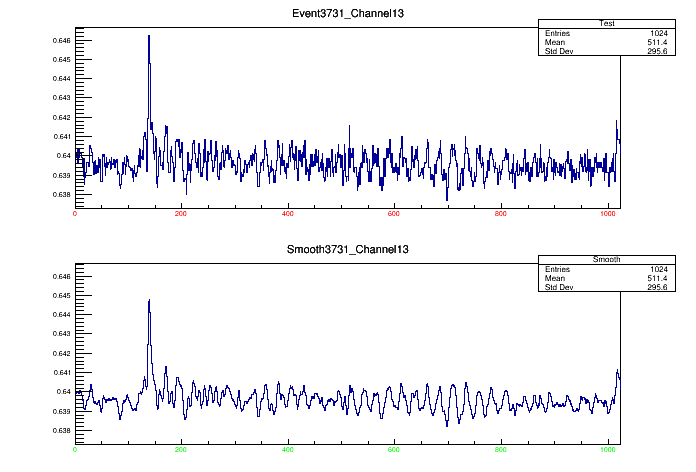 Event3731_Channel13
Test
Entries 1024
Mean 511.4
Std Dev 295.6
0.646
0.645
0.644
0.643
0.642
0.641
0.64
0.639
0.638
0 200 400 600 800 1000
Smooth3731_Channel13
Smooth
Entries 1024
Mean 511.4
Std Dev 295.6
0.646
0.645
0.644
0.643
0.642
0.641
0.64
0.639
0.638
0 200 400 600 800 1000